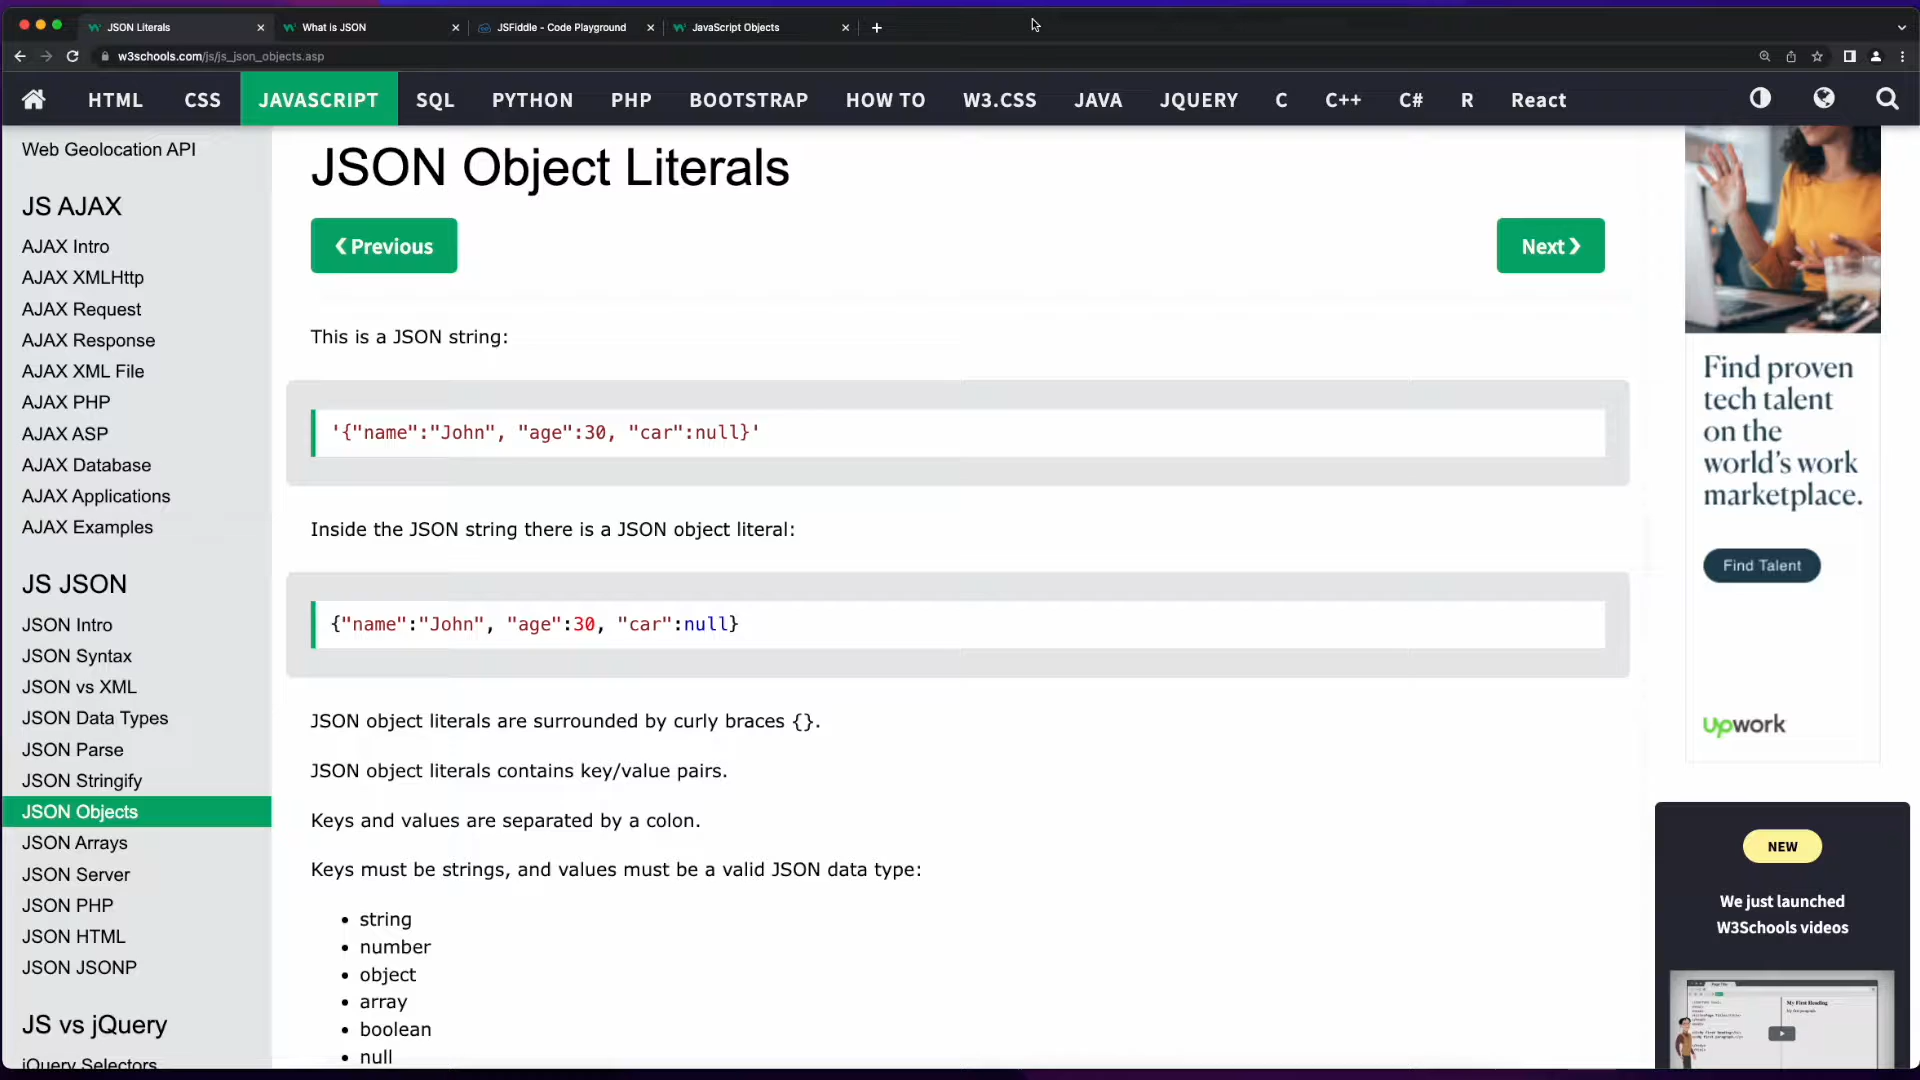 JSON Literals
What is JSON
JSFiddle - Code Playground
JavaScript Objects
w3schools.com/js/js_json_objects.asp
HTML
CSS
JAVASCRIPT
SQL
PYTHON
PHP
BOOTSTRAP
HOW TO
W3.CSS
JAVA
JQUERY
C
C++
C#
R
React
Web Geolocation API
JS AJAX
AJAX Intro
AJAX XMLHttp
AJAX Request
AJAX Response
AJAX XML File
AJAX PHP
AJAX ASP
AJAX Database
AJAX Applications
AJAX Examples
JS JSON
JSON Intro
JSON Syntax
JSON vs XML
JSON Data Types
JSON Parse
JSON Stringify
JSON Objects
JSON Arrays
JSON Server
JSON PHP
JSON HTML
JSON JSONP
JS vs jQuery
jQuery Selectors
JSON Object Literals
❮ Previous
Next ❯
This is a JSON string:
'{"name":"John", "age":30, "car":null}'
Inside the JSON string there is a JSON object literal:
{"name":"John", "age":30, "car":null}
JSON object literals are surrounded by curly braces {}.
JSON object literals contains key/value pairs.
Keys and values are separated by a colon.
Keys must be strings, and values must be a valid JSON data type:
• string
• number
• object
• array
• boolean
• null
Find proven
tech talent
on the
world's work
marketplace.
Find Talent
upwork
NEW
We just launched
W3Schools videos
My First Heading